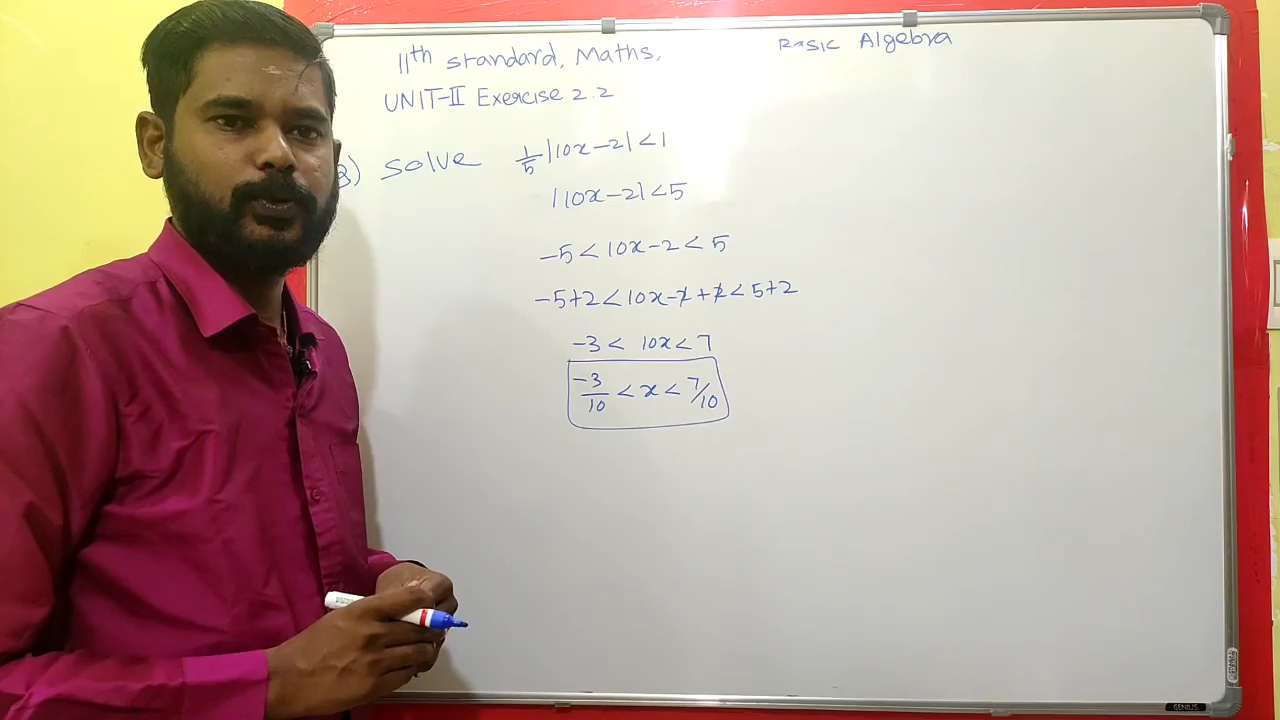 11th standard, Maths, Basic Algebra
UNIT-II Exercise 2.2
3) Solve 1/5 |10x-2| < 1
|10x-2| < 5
-5 < 10x-2 < 5
-5+2 < 10x-2+2 < 5+2
-3 < 10x < 7
-3/10 < x < 7/10
GENIUS